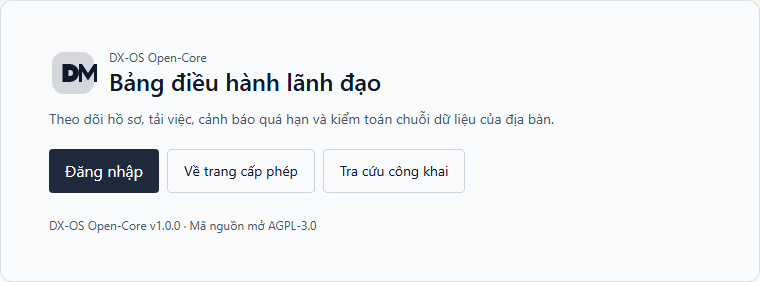 DM
DX-OS Open-Core
Bảng điều hành lãnh đạo
Theo dõi hồ sơ, tải việc, cảnh báo quá hạn và kiểm toán chuỗi dữ liệu của địa bàn.
Đăng nhập
Về trang cấp phép
Tra cứu công khai
DX-OS Open-Core v1.0.0 · Mã nguồn mở AGPL-3.0